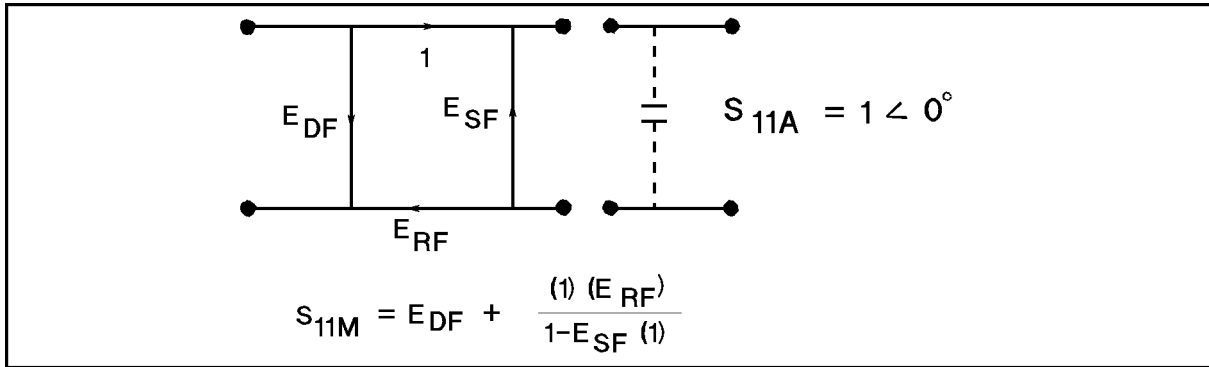 1
E_DF
E_SF
S_11A = 1 ∠ 0°
E_RF
S_11M = E_DF + (1) (E_RF) / 1-E_SF (1)